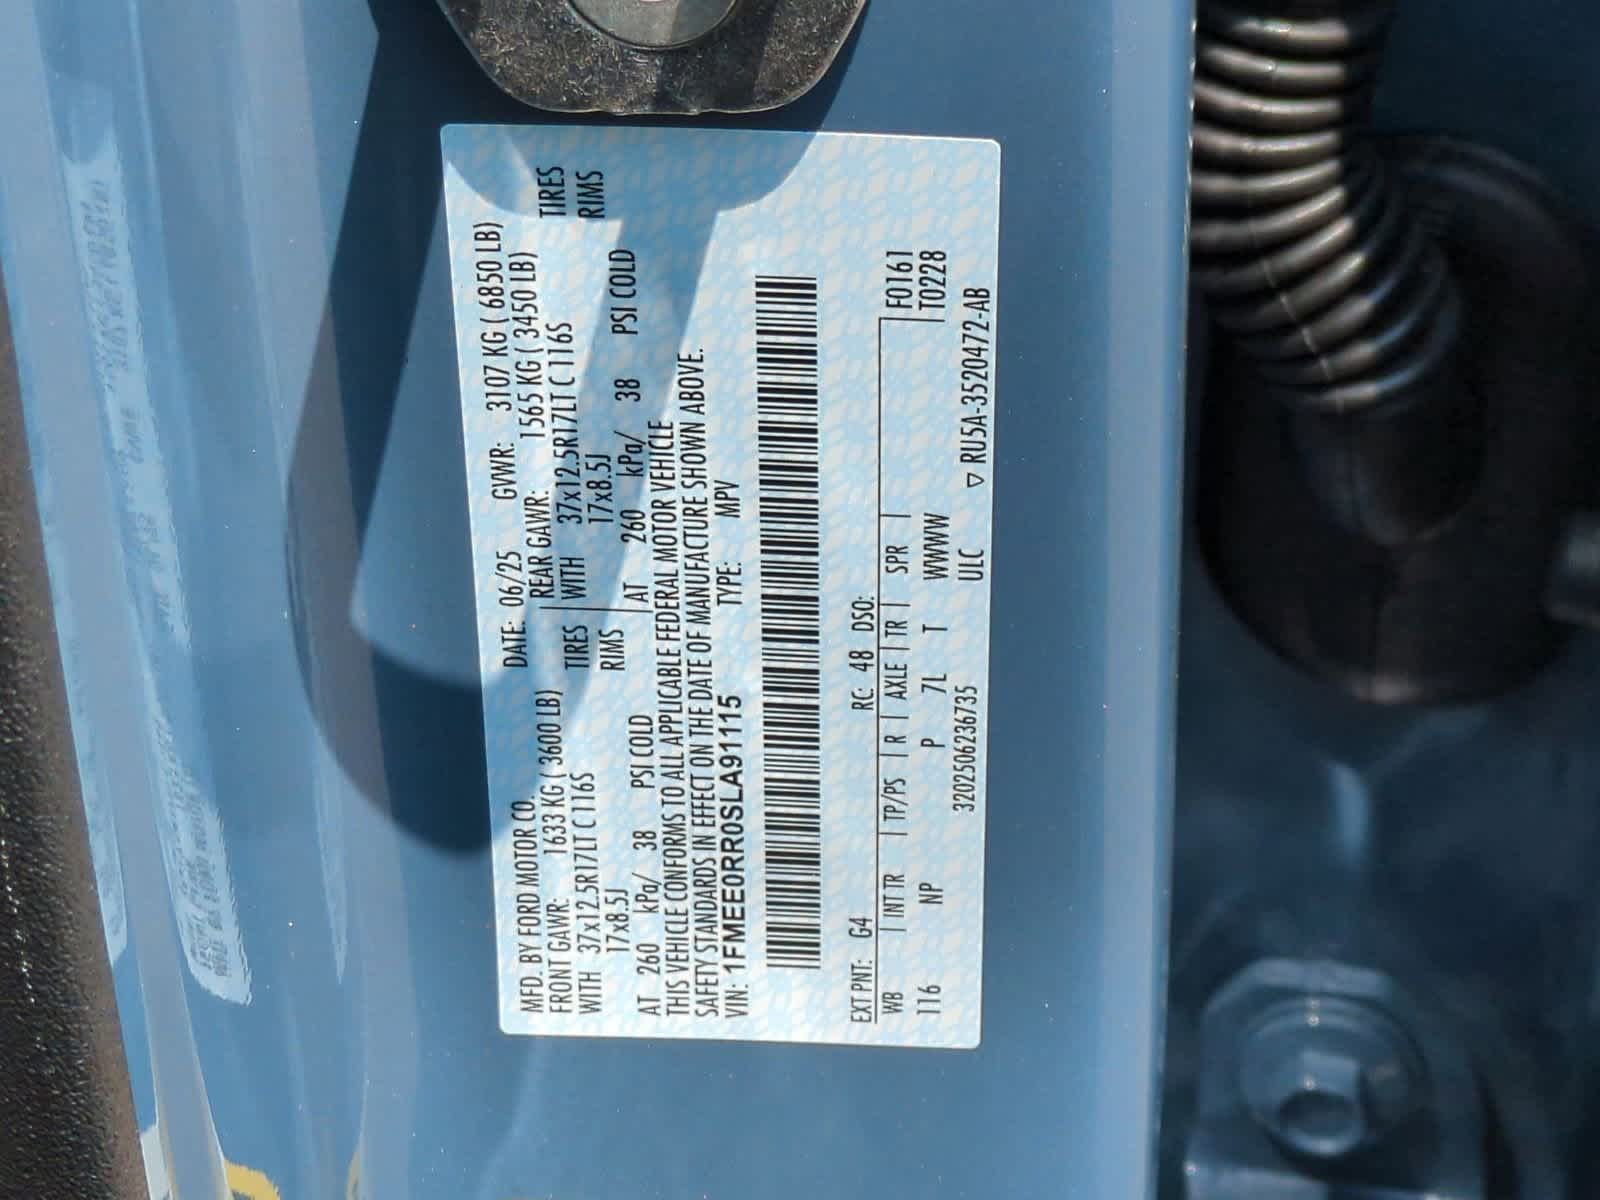 MFD. BY FORD MOTOR CO. DATE: 06/25 GVWR: 3107 KG ( 6850 LB)
FRONT GAWR: 1633 KG ( 3600 LB) REAR GAWR: 1565 KG ( 3450 LB)
WITH 37x12.5R17LT C116S TIRES WITH 37x12.5R17LT C 116S TIRES
17x8.5J RIMS 17x8.5J RIMS
AT 260 kPa/ 38 PSI COLD AT 260 kPa/ 38 PSI COLD
THIS VEHICLE CONFORMS TO ALL APPLICABLE FEDERAL MOTOR VEHICLE
SAFETY STANDARDS IN EFFECT ON THE DATE OF MANUFACTURE SHOWN ABOVE.
VIN: 1FMEE0RR0SLA91115 TYPE: MPV
EXT PNT: G4 RC: 48 DSO:
WB | INT TR | TP/PS | R | AXLE | TR | SPR | F0161
116 NP P 7L T WWWW T0228
320250623 6735 ULC ▽ RU5A-3520472-AB